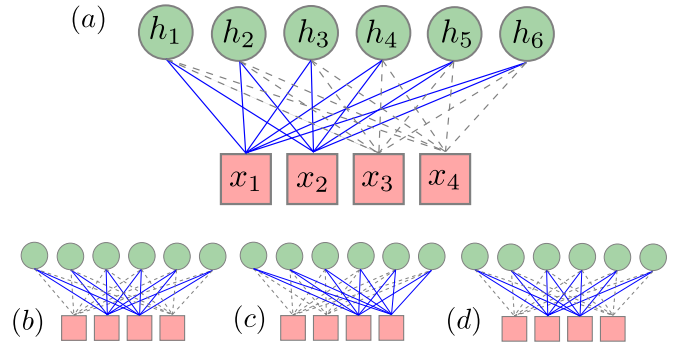 (a) h₁ h₂ h₃ h₄ h₅ h₆
x₁ x₂ x₃ x₄
(b) (c) (d)